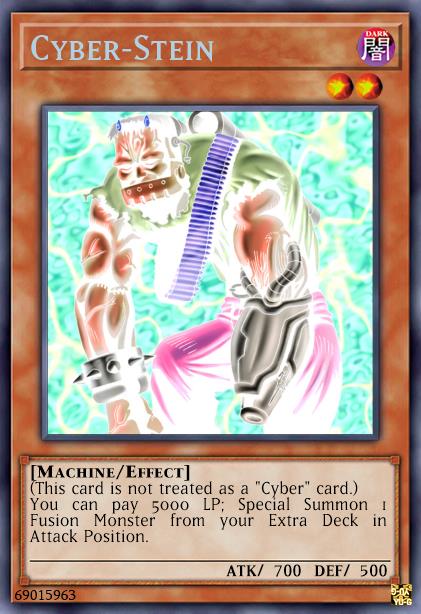 CYBER-STEIN
DARK
闇
[MACHINE/EFFECT]
(This card is not treated as a "Cyber" card.)
You can pay 5000 LP; Special Summon 1
Fusion Monster from your Extra Deck in
Attack Position.
ATK/ 700 DEF/ 500
69015963